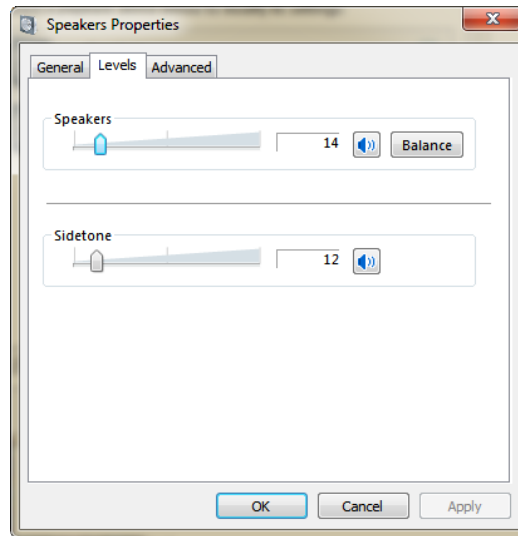 Speakers Properties
General Levels Advanced
Speakers
14 Balance
Sidetone
12
OK Cancel Apply